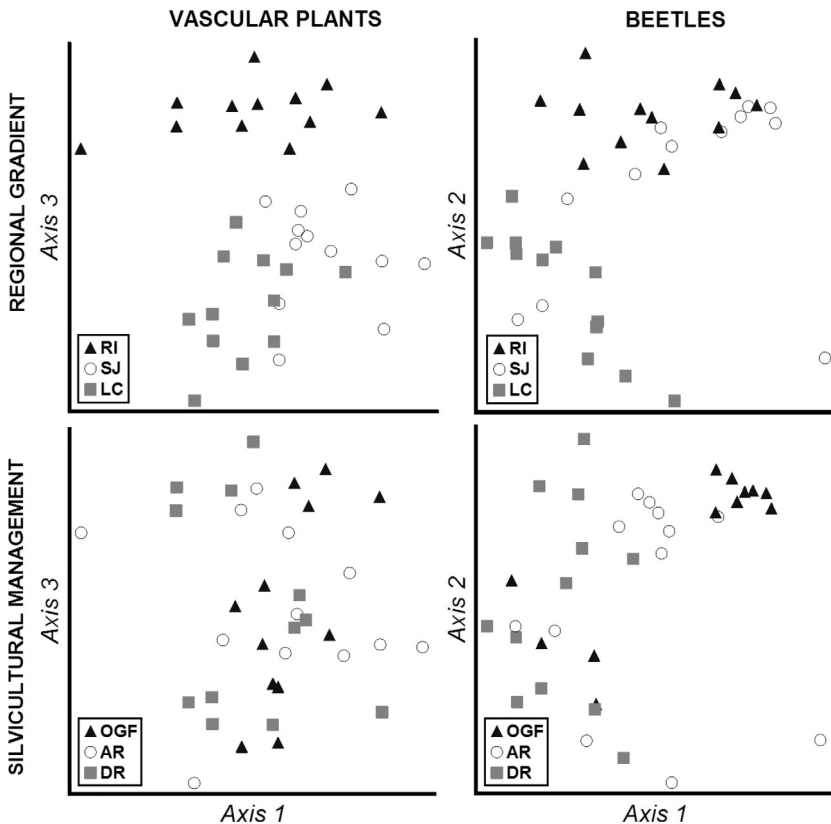 VASCULAR PLANTS
BEETLES
REGIONAL GRADIENT
Axis 3
RI
SJ
LC
Axis 2
RI
SJ
LC
SILVICULTURAL MANAGEMENT
Axis 3
OGF
AR
DR
Axis 1
Axis 2
OGF
AR
DR
Axis 1